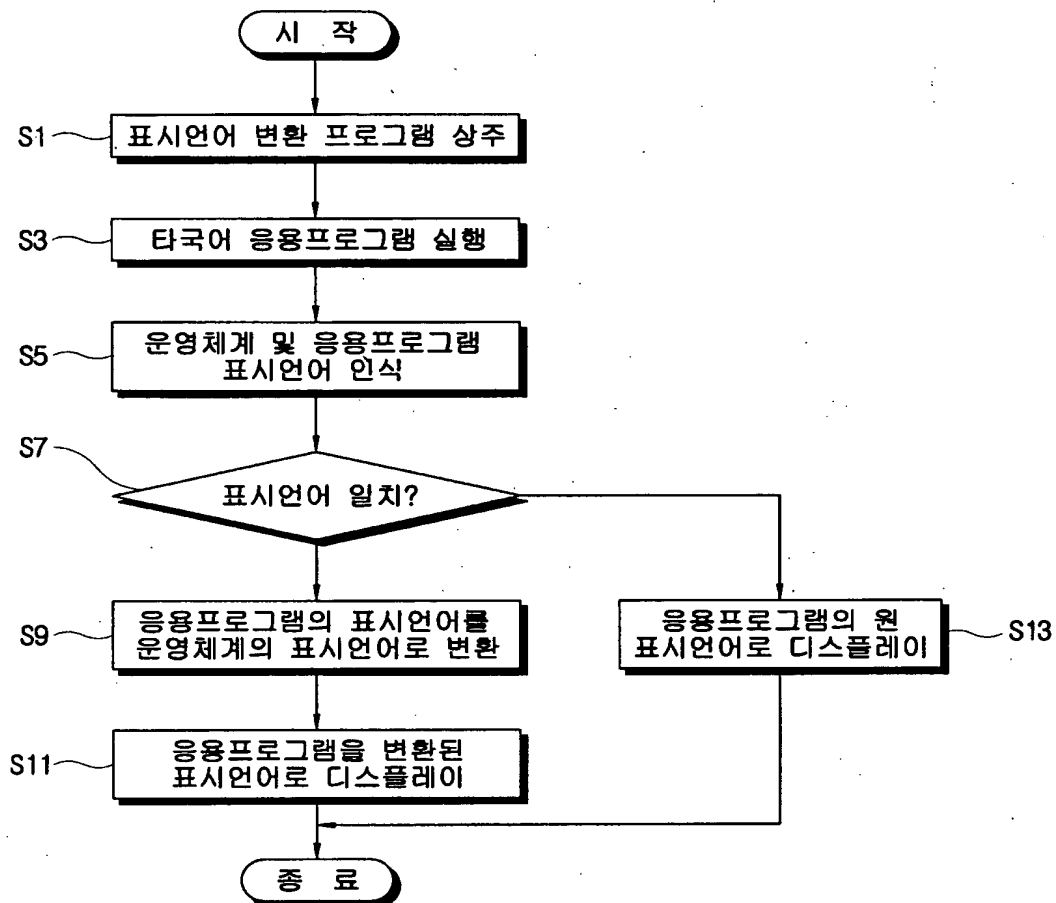 시 작
S1
표시언어 변환 프로그램 상주
S3
타국어 응용프로그램 실행
S5
운영체계 및 응용프로그램
표시언어 인식
S7
표시언어 일치?
S9
응용프로그램의 표시언어를
운영체계의 표시언어로 변환
응용프로그램의 원
표시언어로 디스플레이
S13
S11
응용프로그램을 변환된
표시언어로 디스플레이
종 료